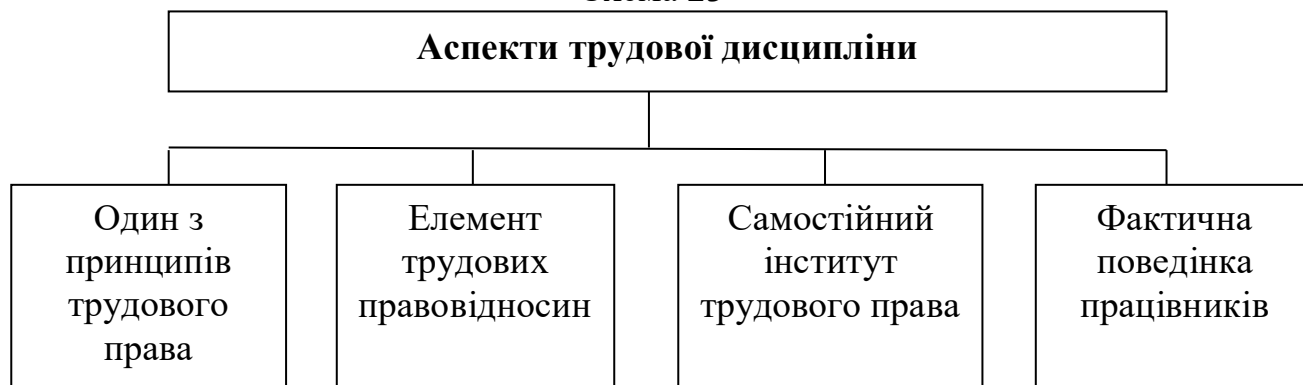 Аспекти трудової дисципліни
Один з
принципів
трудового
права
Елемент
трудових
правовідносин
Самостійний
інститут
трудового права
Фактична
поведінка
працівників